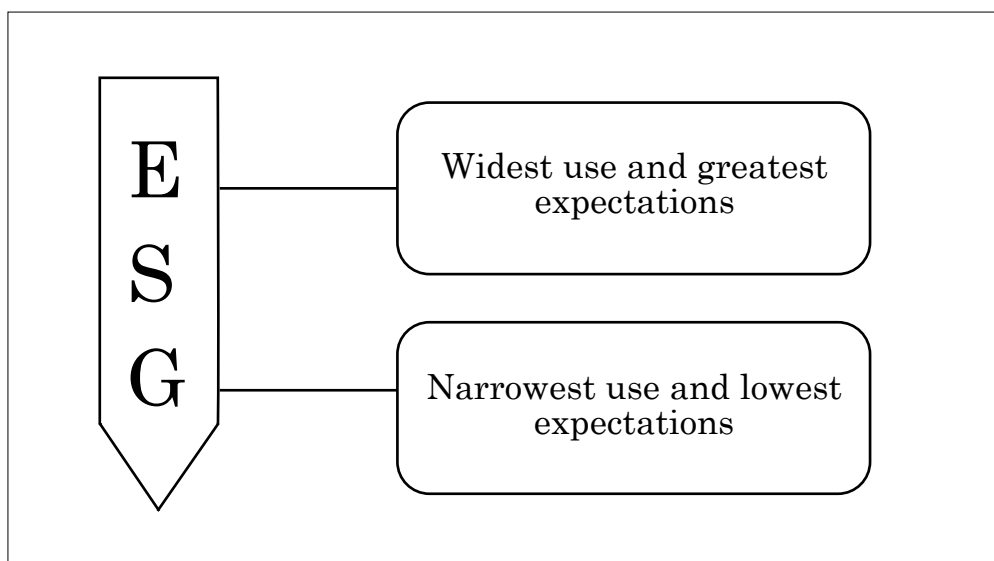 E
S
G
Widest use and greatest
expectations
Narrowest use and lowest
expectations